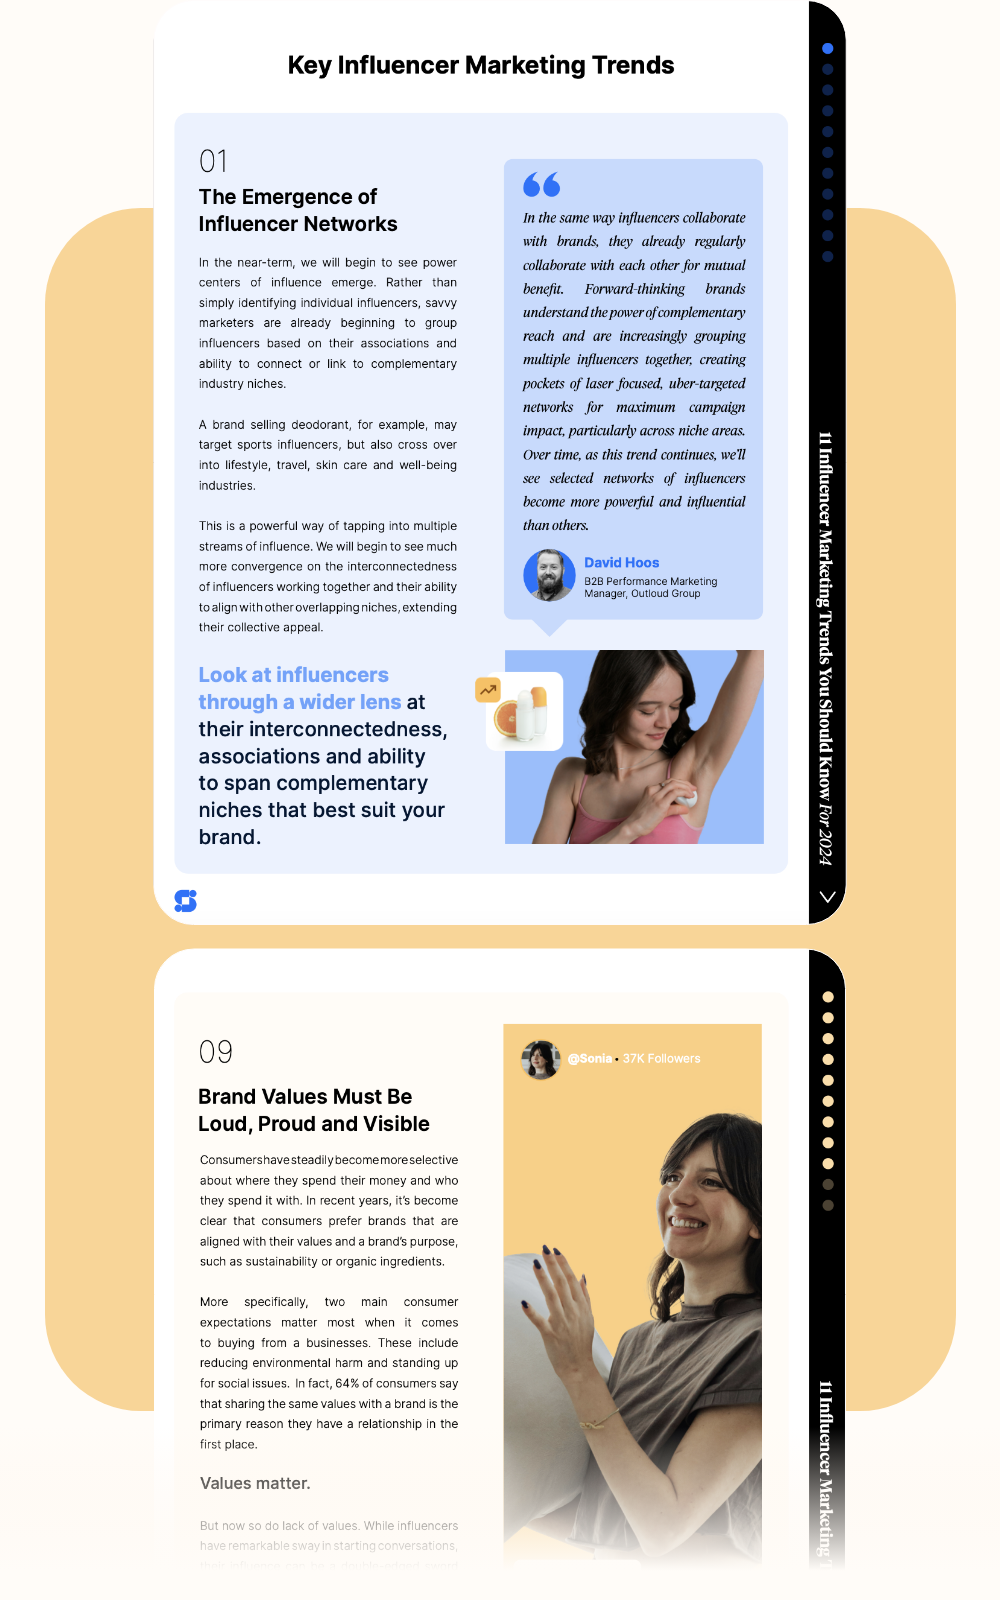 Key Influencer Marketing Trends
01
The Emergence of
Influencer Networks
In the near-term, we will begin to see power
centers of influence emerge. Rather than
simply identifying individual influencers, savvy
marketers are already beginning to group
influencers based on their associations and
ability to connect or link to complementary
industry niches.
A brand selling deodorant, for example, may
target sports influencers, but also cross over
into lifestyle, travel, skin care and well-being
industries.
This is a powerful way of tapping into multiple
streams of influence. We will begin to see much
more convergence on the interconnectedness
of influencers working together and their ability
to align with other overlapping niches, extending
their collective appeal.
Look at influencers
through a wider lens at
their interconnectedness,
associations and ability
to span complementary
niches that best suit your
brand.
In the same way influencers collaborate
with brands, they already regularly
collaborate with each other for mutual
benefit. Forward-thinking brands
understand the power of complementary
reach and are increasingly grouping
multiple influencers together, creating
pockets of laser focused, uber-targeted
networks for maximum campaign
impact, particularly across niche areas.
Over time, as this trend continues, we'll
see selected networks of influencers
become more powerful and influential
than others.
David Hoos
B2B Performance Marketing
Manager, Outloud Group
11 Influencer Marketing Trends You Should Know For 2024
09
Brand Values Must Be
Loud, Proud and Visible
Consumers have steadily become more selective
about where they spend their money and who
they spend it with. In recent years, it's become
clear that consumers prefer brands that are
aligned with their values and a brand's purpose,
such as sustainability or organic ingredients.
More specifically, two main consumer
expectations matter most when it comes
to buying from a businesses. These include
reducing environmental harm and standing up
for social issues. In fact, 64% of consumers say
that sharing the same values with a brand is the
primary reason they have a relationship in the
first place.
Values matter.
But now so do lack of values. While influencers
have remarkable sway in starting conversations,
their influence can be a double-edged sword
@Sonia • 37K Followers
11 Influencer Marketing T